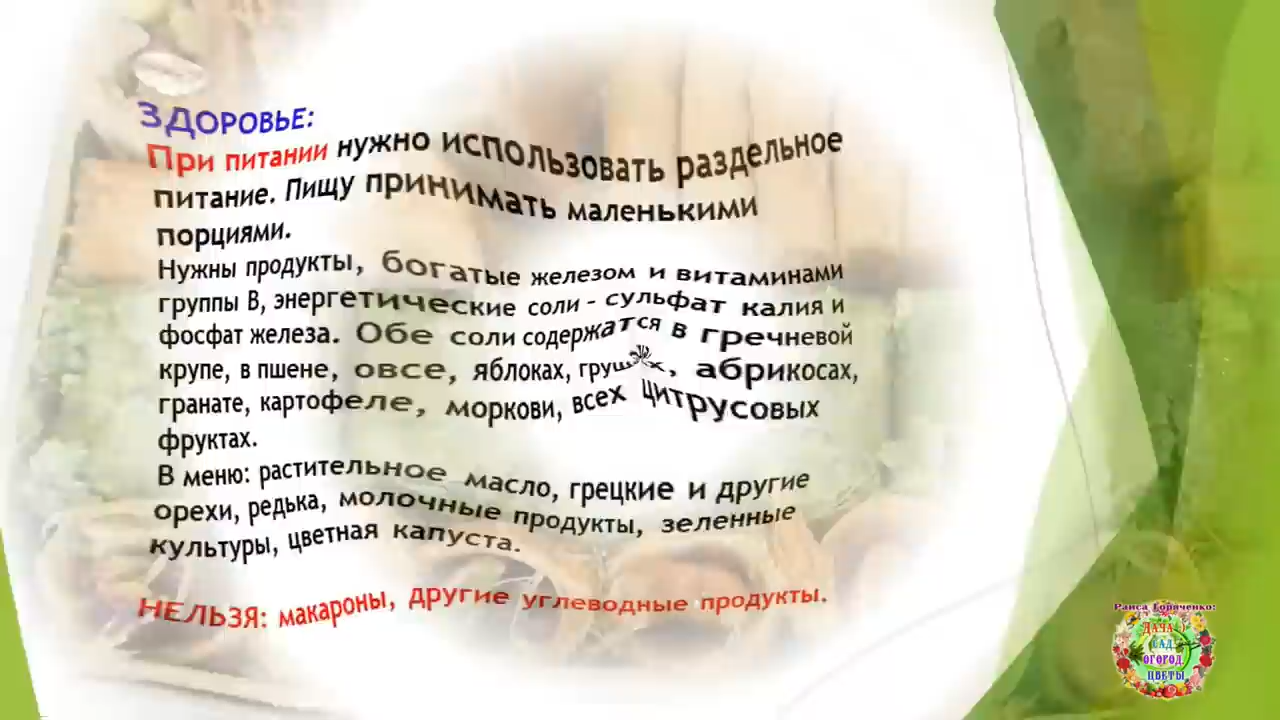 ЗДОРОВЬЕ:
При питании нужно использовать раздельное
питание. Пищу принимать маленькими
порциями.
Нужны продукты, богатые железом и витаминами
группы В, энергетические соли - сульфат калия и
фосфат железа. Обе соли содержатся в гречневой
крупе, в пшене, овсе, яблоках, грушах, абрикосах,
гранате, картофеле, моркови, всех цитрусовых
фруктах.
В меню: растительное масло, грецкие и другие
орехи, редька, молочные продукты, зеленные
культуры, цветная капуста.
НЕЛЬЗЯ: макароны, другие углеводные продукты.
Раиса Горяченко:
ДАЧА
САД
ОГОРОД
ЦВЕТЫ